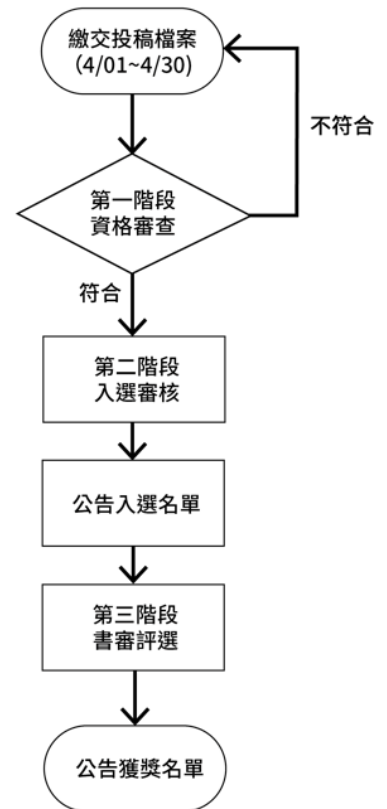 繳交投稿檔案
（4/01~4/30)
不符合
第一階段
資格審查
符合
第二階段
入選審核
公告入選名單
第三階段
書審評選
公告獲獎名單